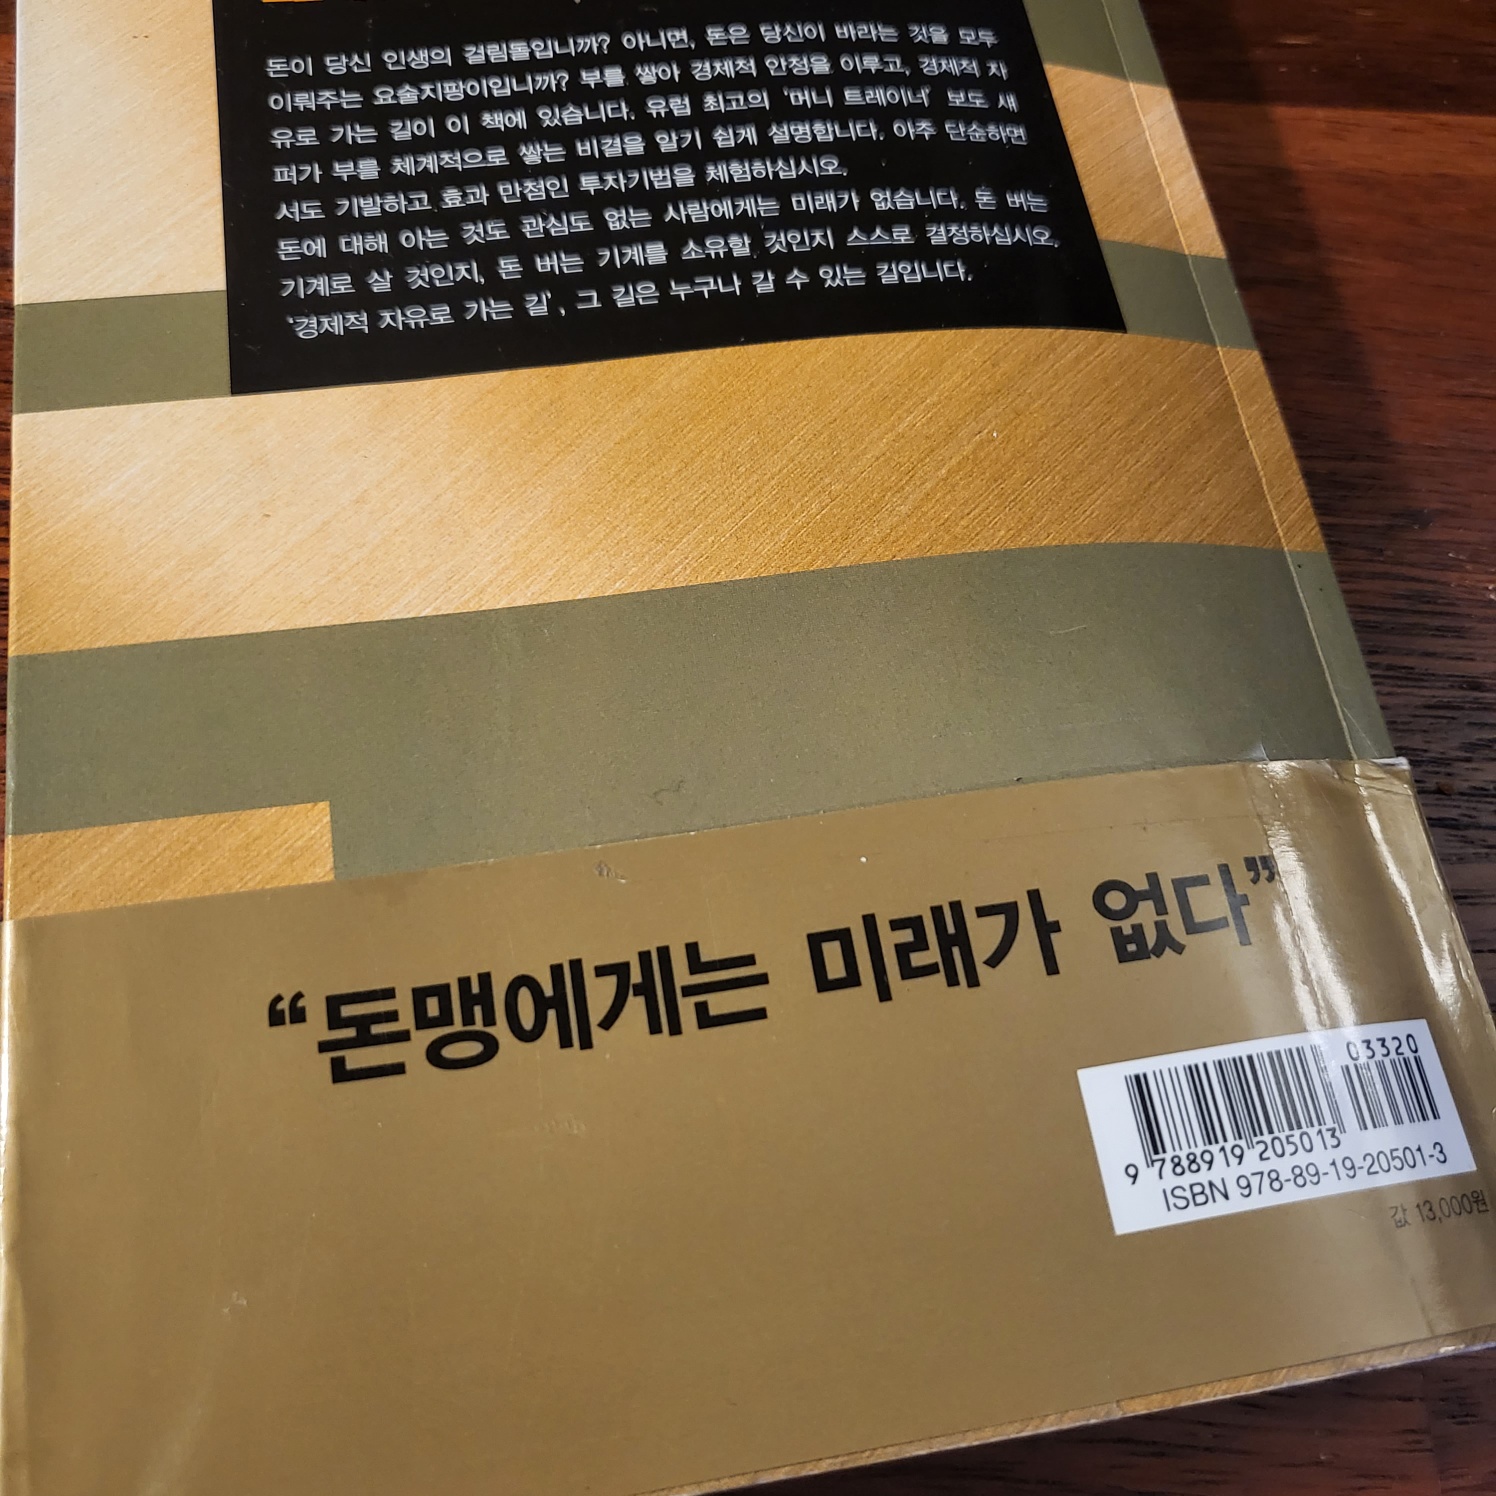 돈이 당신 인생의 걸림돌입니까? 아니면, 돈은 당신이 바라는 것을 모두
이뤄주는 요술지팡이입니까? 부를 쌓아 경제적 안정을 이루고, 경제적 자
유로 가는 길이 이 책에 있습니다. 유럽 최고의 '머니 트레이너' 보도 섀
퍼가 부를 체계적으로 쌓는 비결을 알기 쉽게 설명합니다. 아주 단순하면
서도 기발하고 효과 만점인 투자기법을 체험하십시오.
돈에 대해 아는 것도 관심도 없는 사람에게는 미래가 없습니다. 돈 버는
기계로 살 것인지, 돈 버는 기계를 소유할 것인지 스스로 결정하십시오.
'경제적 자유로 가는 길', 그 길은 누구나 갈 수 있는 길입니다.
“돈맹에게는 미래가 없다”
03320
9 788919 205013
ISBN 978-89-19-20501-3
값 13,000원